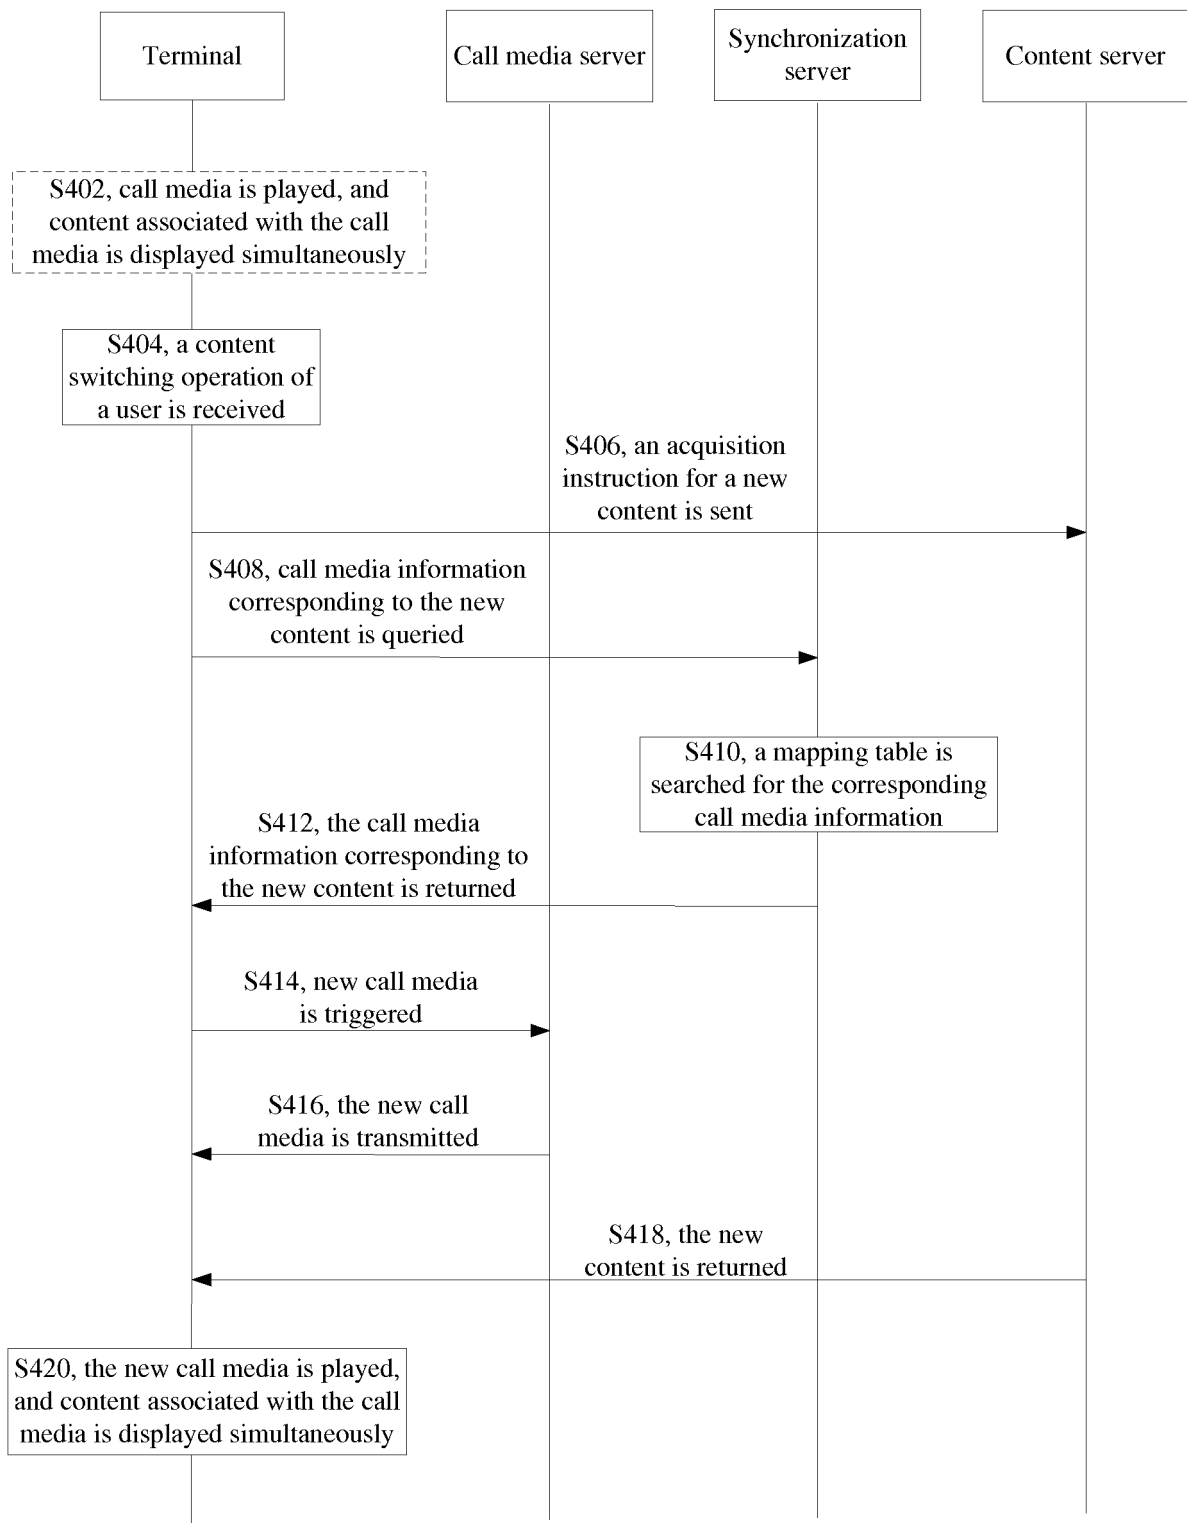 Terminal
Call media server
Synchronization
server
Content server
S402, call media is played, and
content associated with the call
media is displayed simultaneously
S404, a content
switching operation of
a user is received
S406, an acquisition
instruction for a new
content is sent
S408, call media information
corresponding to the new
content is queried
S410, a mapping table is
searched for the corresponding
call media information
S412, the call media
information corresponding to
the new content is returned
S414, new call media
is triggered
S416, the new call
media is transmitted
S418, the new
content is returned
S420, the new call media is played,
and content associated with the call
media is displayed simultaneously